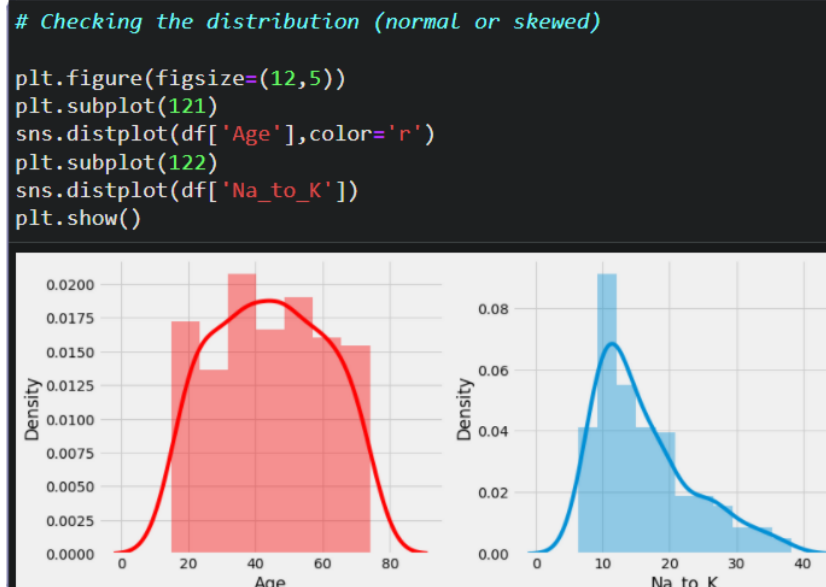 # Checking the distribution (normal or skewed)
plt.figure(figsize=(12,5))
plt.subplot(121)
sns.distplot(df['Age'],color='r')
plt.subplot(122)
sns.distplot(df['Na_to_K'])
plt.show()
0.0200
0.0175
0.0150
0.0125
0.0100
0.0075
0.0050
0.0025
0.0000
Density
0 20 40 60 80
Age
0.08
0.06
0.04
0.02
0.00
Density
0 10 20 30 40
Na_to_K